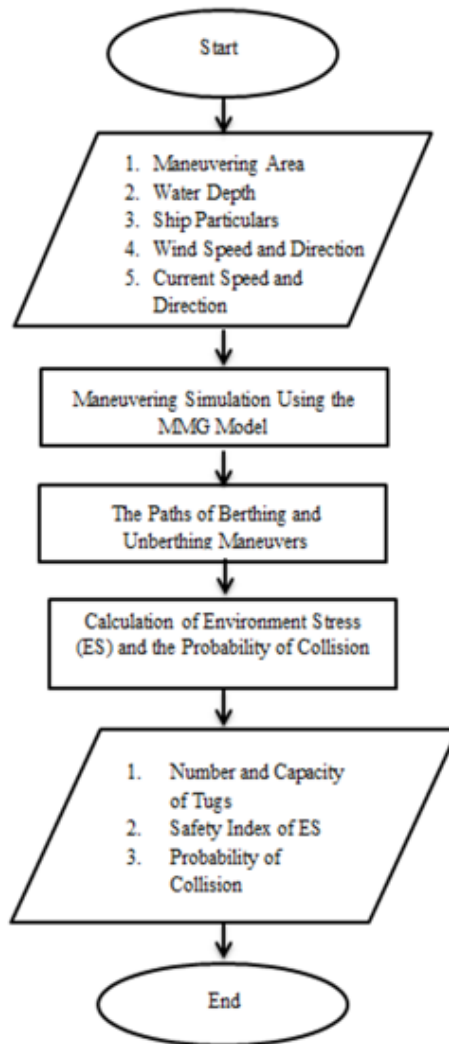 Start
1. Maneuvering Area
2. Water Depth
3. Ship Particulars
4. Wind Speed and Direction
5. Current Speed and
Direction
Maneuvering Simulation Using the
MMG Model
The Paths of Berthing and
Unberthing Maneuvers
Calculation of Environment Stress
(ES) and the Probability of Collision
1. Number and Capacity
of Tugs
2. Safety Index of ES
3. Probability of
Collision
End